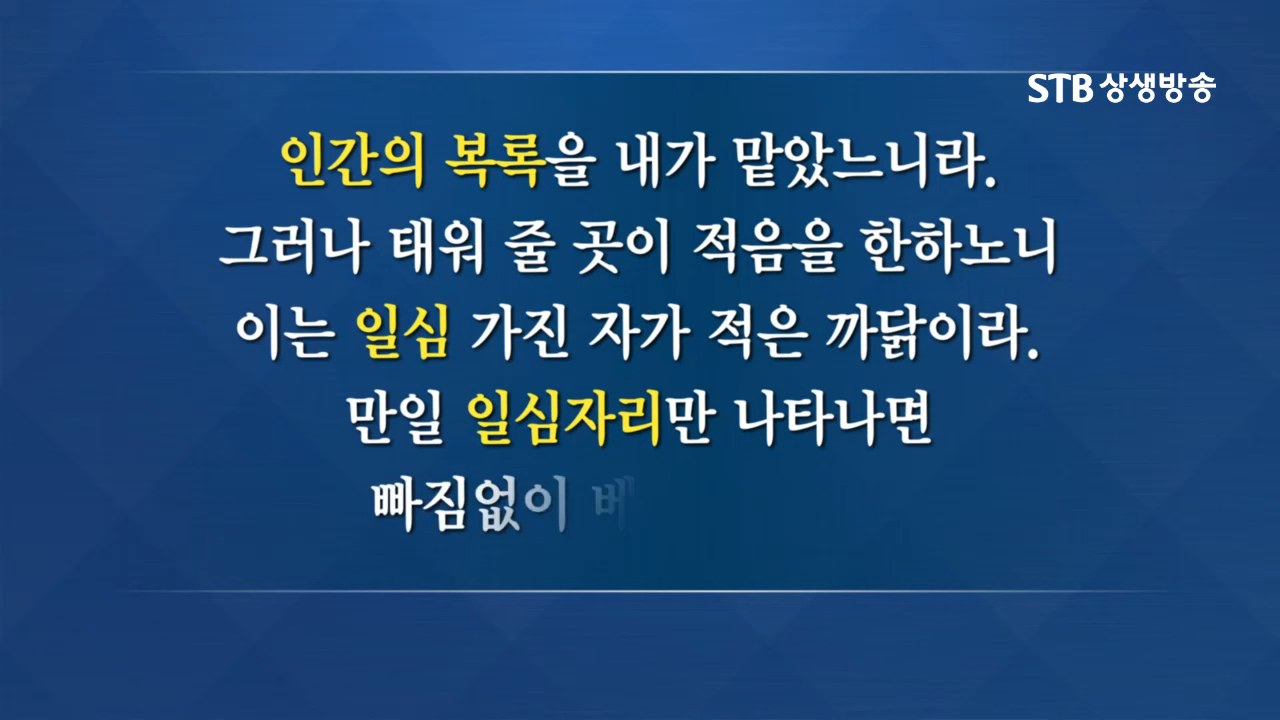 STB 상생방송
인간의 복록을 내가 맡았느니라.
그러나 태워 줄 곳이 적음을 한하노니
이는 일심 가진 자가 적은 까닭이라.
만일 일심자리만 나타나면
빠짐없이